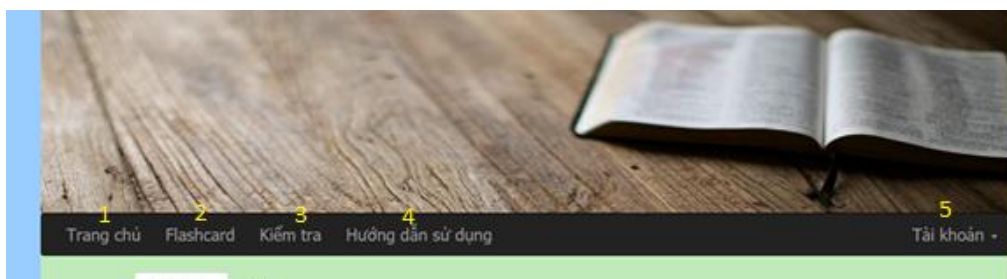 1 2 3 4 5
Trang chủ Flashcard Kiểm tra Hướng dẫn sử dụng Tài khoản